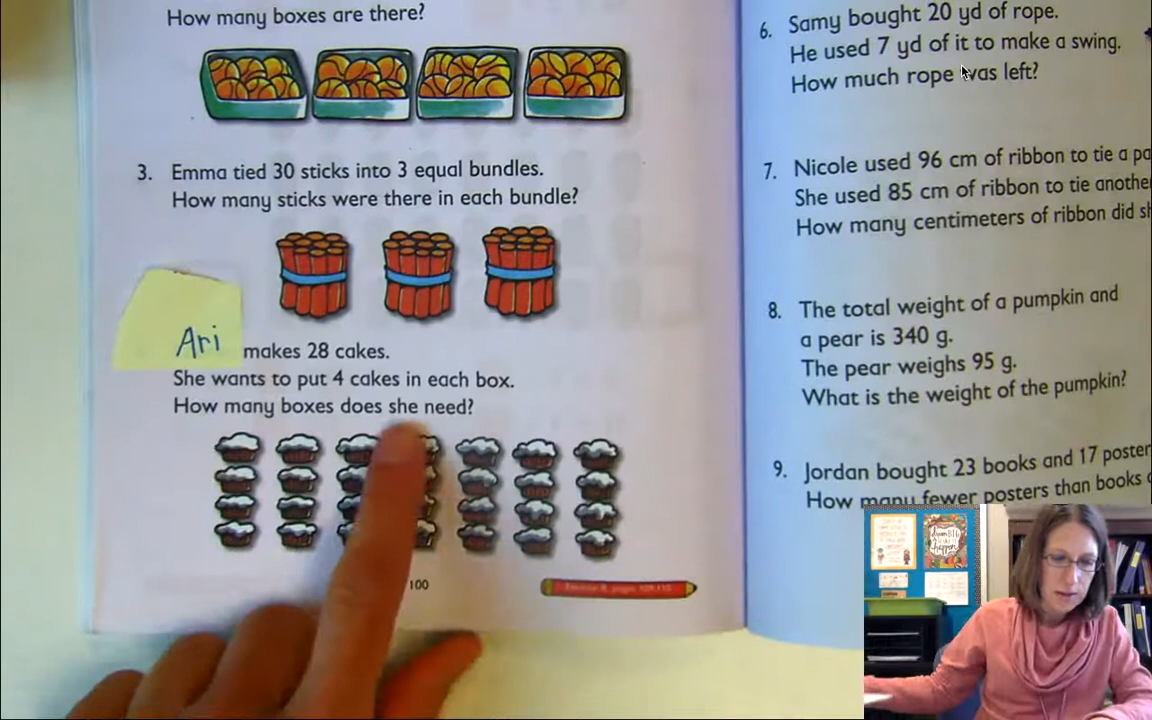 How many boxes are there?
3. Emma tied 30 sticks into 3 equal bundles.
How many sticks were there in each bundle?
Ari makes 28 cakes.
She wants to put 4 cakes in each box.
How many boxes does she need?
100
6. Samy bought 20 yd of rope.
He used 7 yd of it to make a swing.
How much rope was left?
7. Nicole used 96 cm of ribbon to tie a
She used 85 cm of ribbon to tie
How many centimeters of ribbon did
8. The total weight of a pumpkin and
a pear is 340 g.
The pear weighs 95 g.
What is the weight of the pumpkin?
9. Jordan bought 23 books and 17
How many fewer posters than books